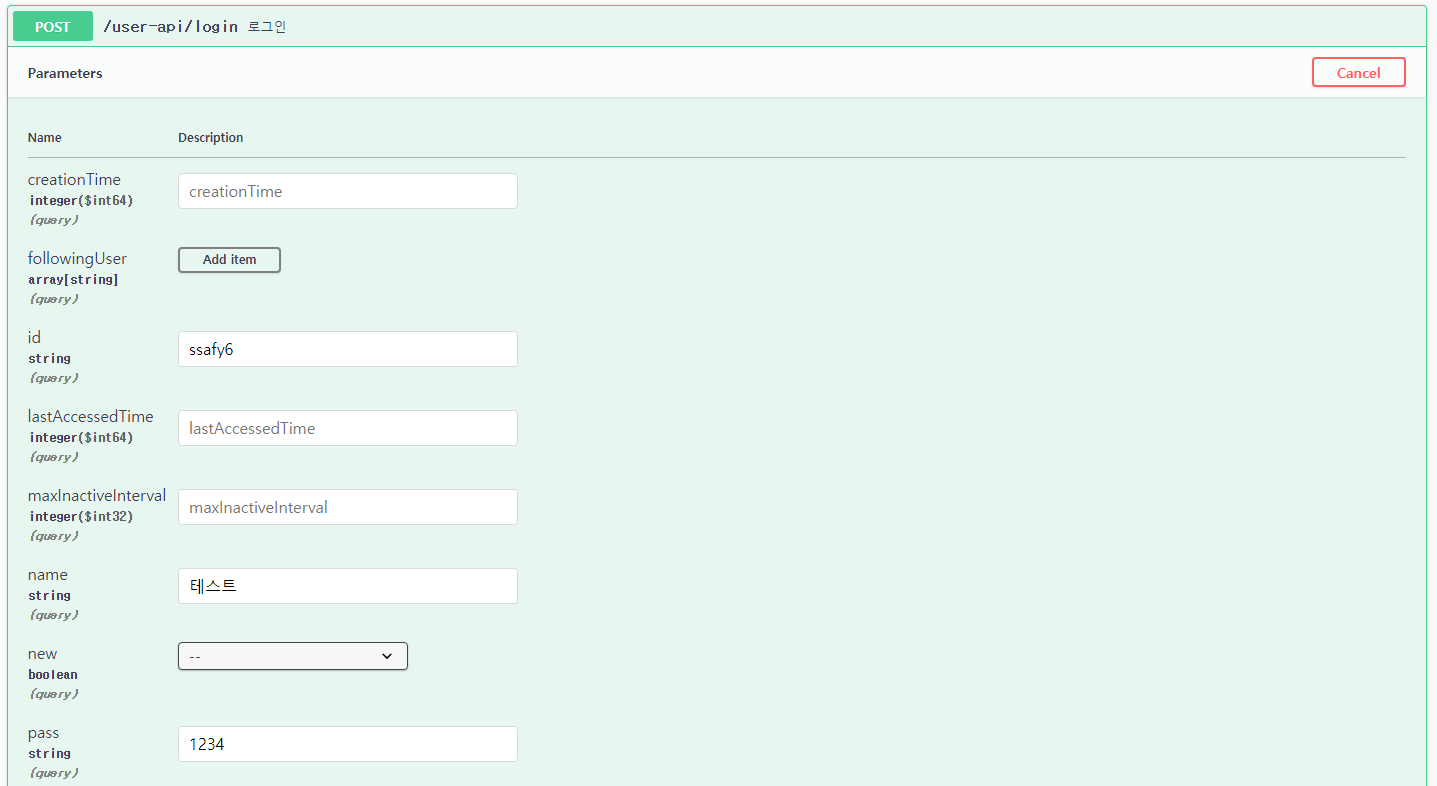 POST /user-api/login 로그인
Parameters Cancel
Name Description
creationTime creationTime
integer($int64)
(query)
followingUser Add item
array[string]
(query)
id ssafy6
string
(query)
lastAccessedTime lastAccessedTime
integer($int64)
(query)
maxInactiveInterval maxInactiveInterval
integer($int32)
(query)
name 테스트
string
(query)
new --
boolean
(query)
pass 1234
string
(query)